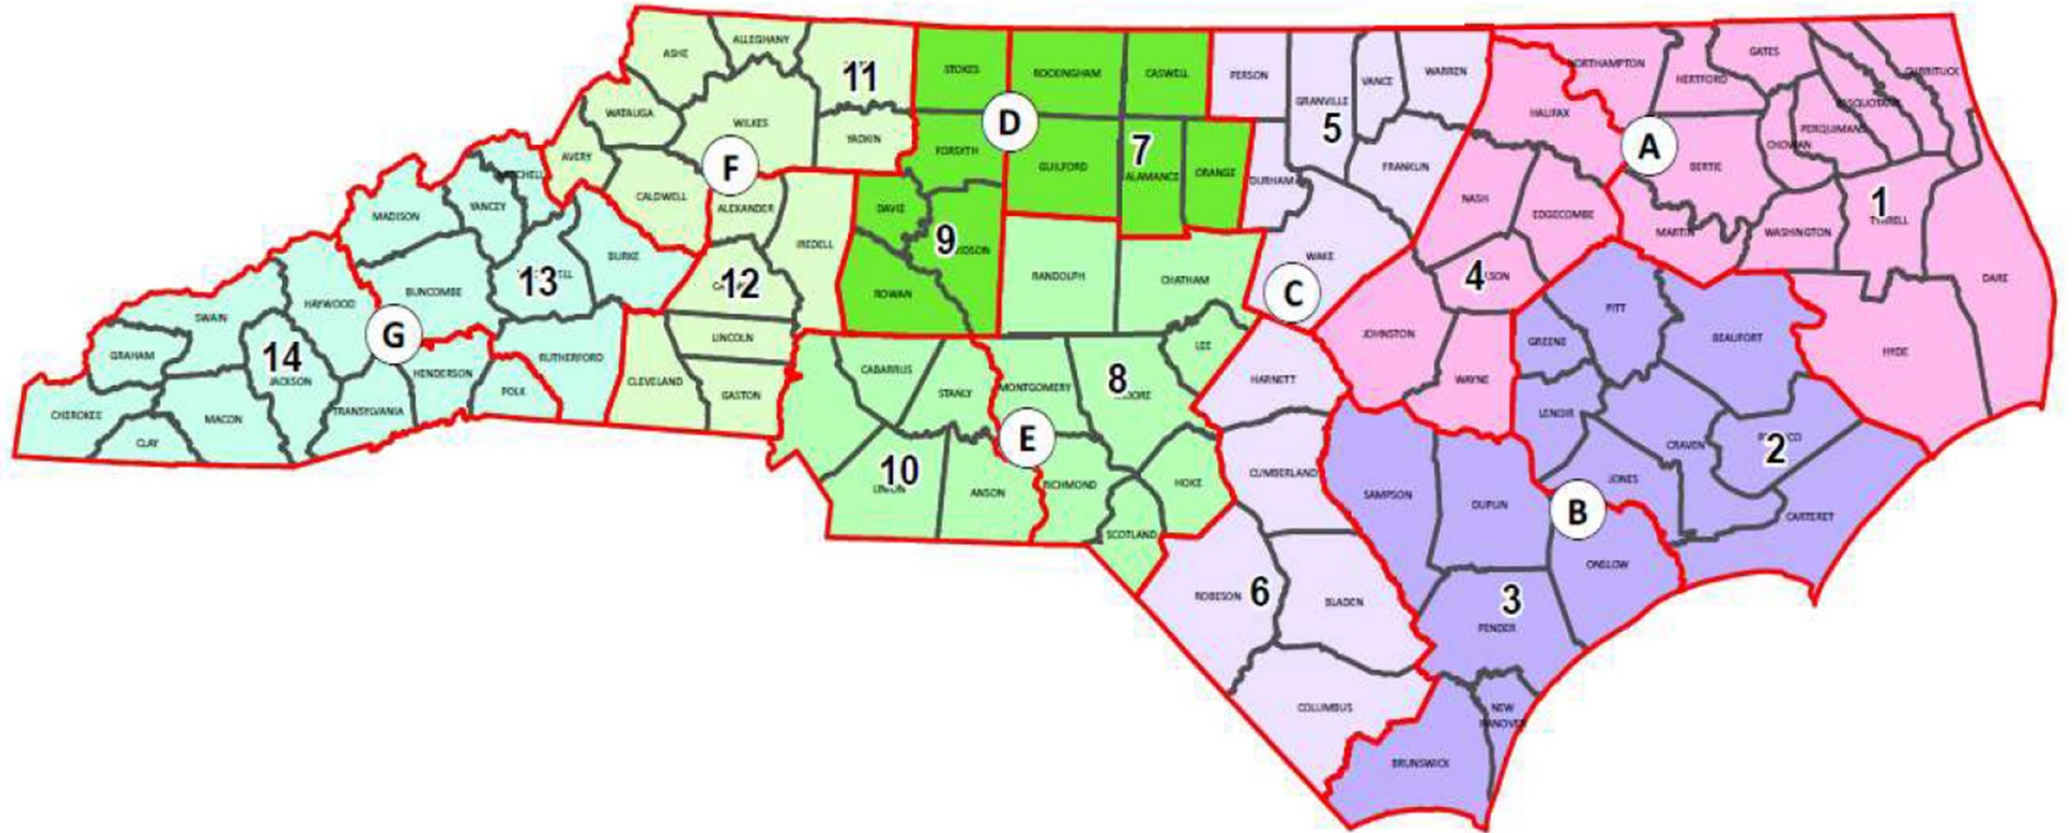 ALLEGHANY
ASHE
11
STOKES
ROCKINGHAM
CASWELL
PERSON
VANCE
WARREN
NORTHAMPTON
GATES
HERTFORD
CURRITUCK
WATAUGA
WILKES
YADKIN
D
GRANVILLE
5
HALIFAX
PASQUOTANK
PERQUIMANS
CHOWAN
A
BERTIE
AVERY
F
FORSYTH
GUILFORD
7
ALAMANCE
ORANGE
DURHAM
FRANKLIN
MITCHELL
CALDWELL
ALEXANDER
DAVIE
NASH
EDGECOMBE
1
MADISON
YANCEY
IREDELL
9
WAKE
MARTIN
WASHINGTON
BURKE
RANDOLPH
CHATHAM
4
DARE
13
12
C
BUNCOMBE
ROWAN
HAYWOOD
SWAIN
G
LINCOLN
LEE
JOHNSTON
GREENE
PITT
BEAUFORT
HYDE
GRAHAM
14
JACKSON
HENDERSON
RUTHERFORD
POLK
CLEVELAND
GASTON
CABARRUS
STANLY
MONTGOMERY
8
HARNETT
WAYNE
CHEROKEE
CLAY
MACON
TRANSYLVANIA
LENOIR
CRAVEN
2
E
10
ANSON
RICHMOND
HOKE
CUMBERLAND
SAMPSON
DUPLIN
JONES
B
CARTERET
SCOTLAND
ONSLOW
ROBESON
6
BLADEN
3
PENDER
COLUMBUS
NEW
HANOVER
BRUNSWICK